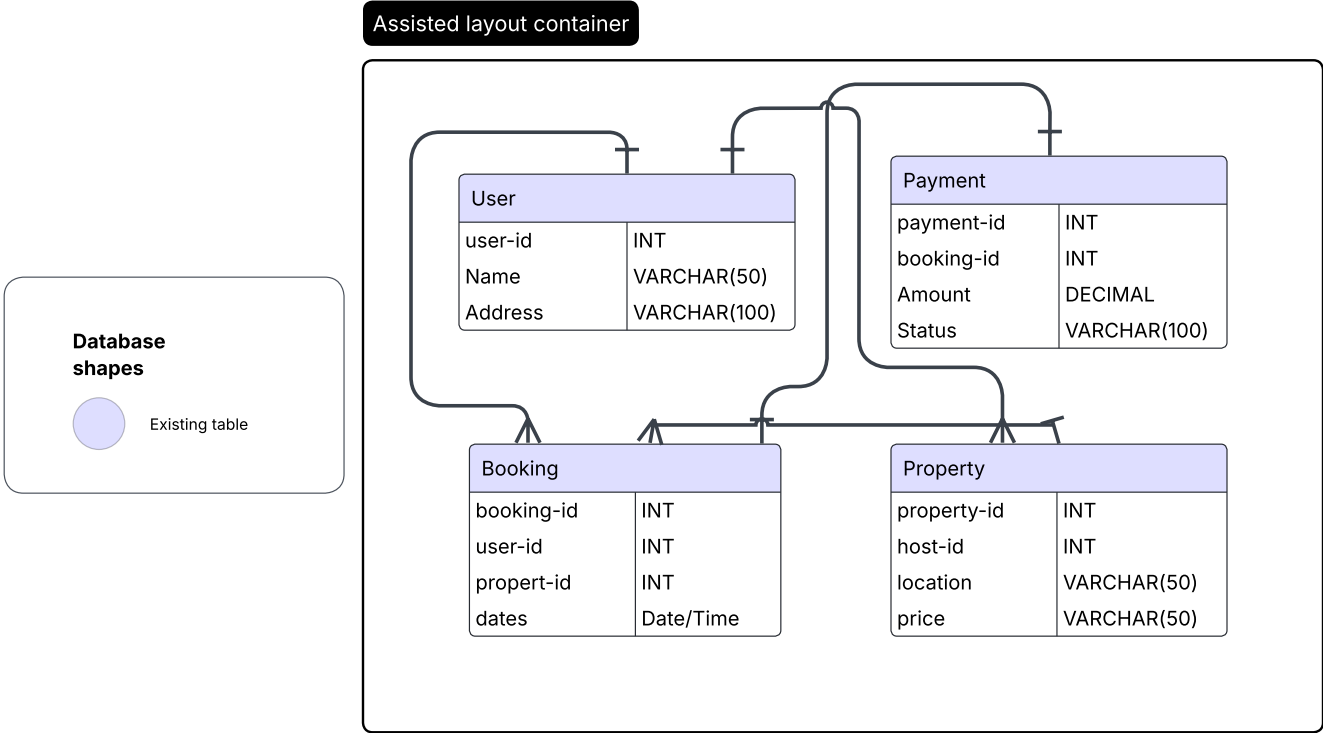 Assisted layout container
Database
shapes
Existing table
User
user-id INT
Name VARCHAR(50)
Address VARCHAR(100)
Payment
payment-id INT
booking-id INT
Amount DECIMAL
Status VARCHAR(100)
Booking
booking-id INT
user-id INT
propert-id INT
dates Date/Time
Property
property-id INT
host-id INT
location VARCHAR(50)
price VARCHAR(50)